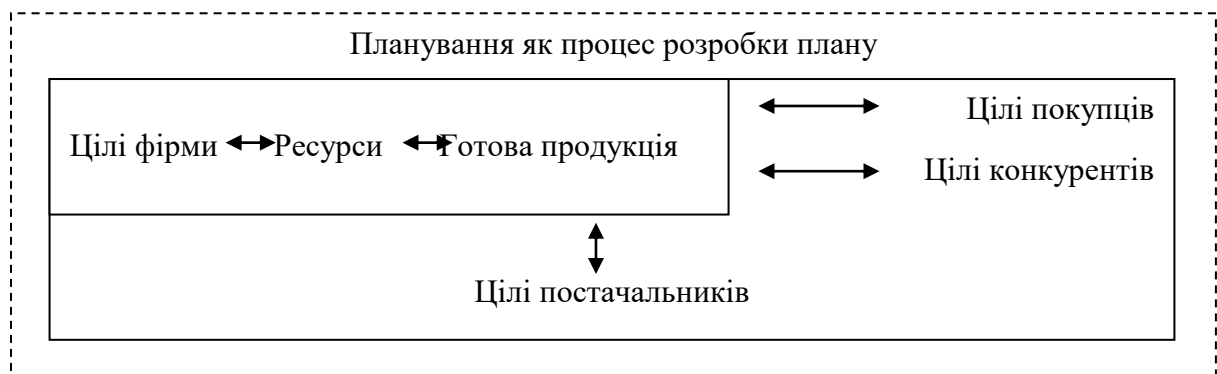 Планування як процес розробки плану
Цілі покупців
Цілі фірми Ресурси Готова продукція
Цілі конкурентів
Цілі постачальників